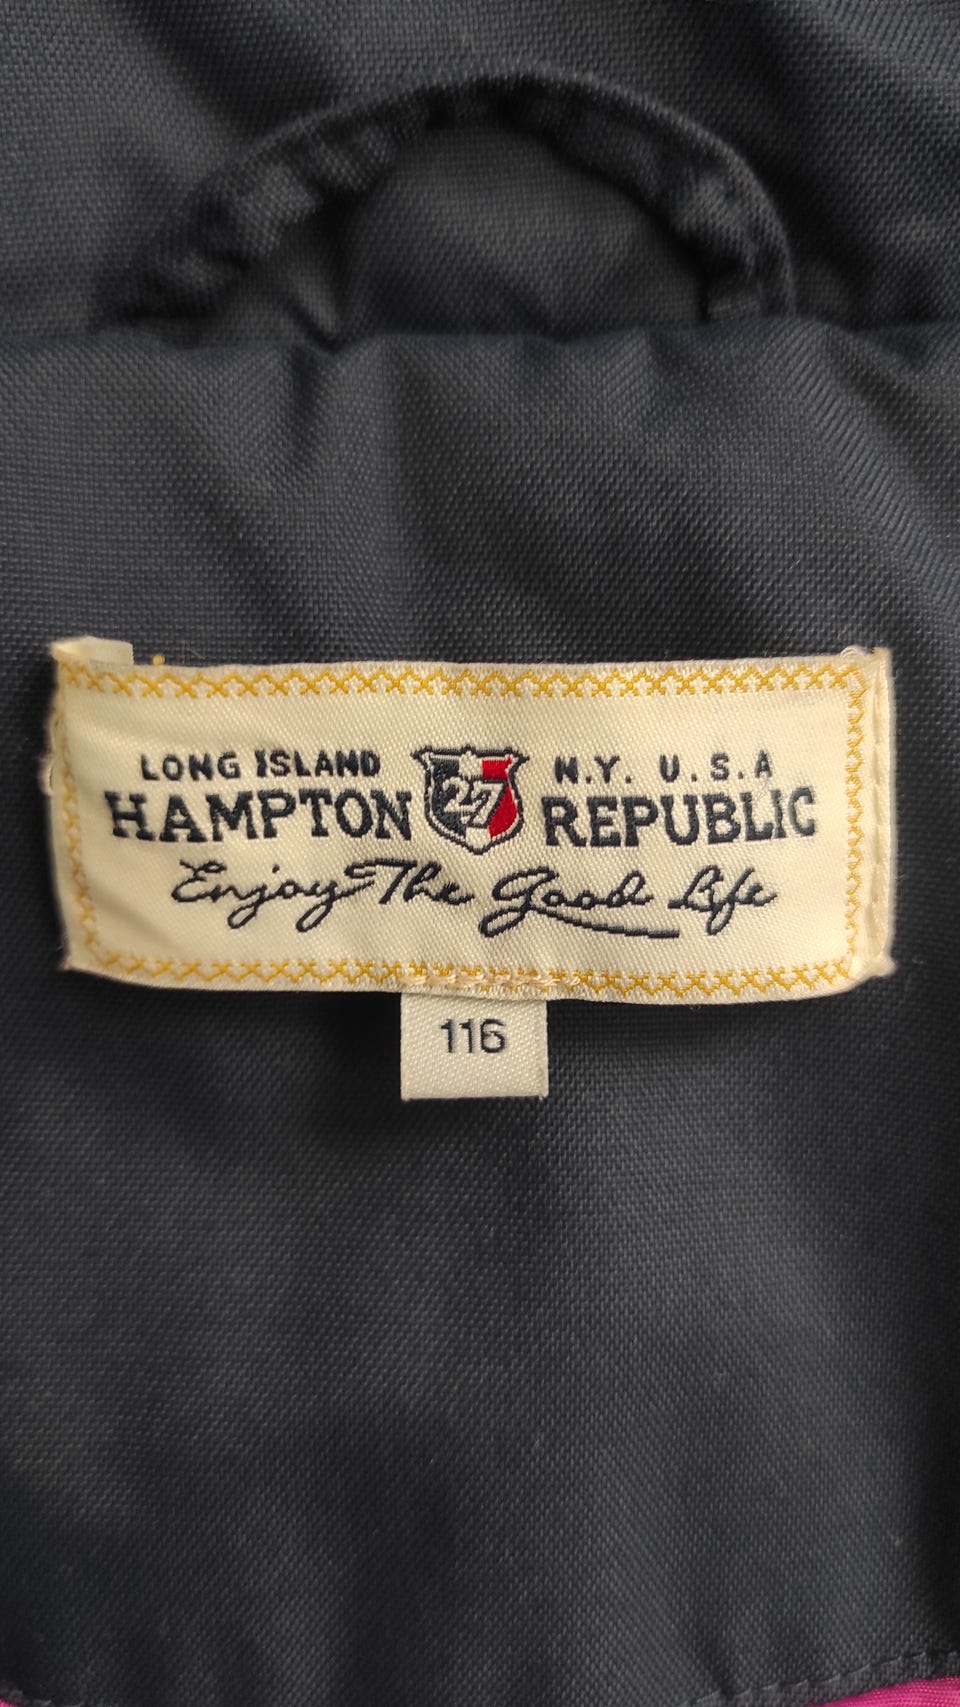 LONG ISLAND N.Y. U.S.A
HAMPTON 27 REPUBLIC
Enjoy The Good Life
116